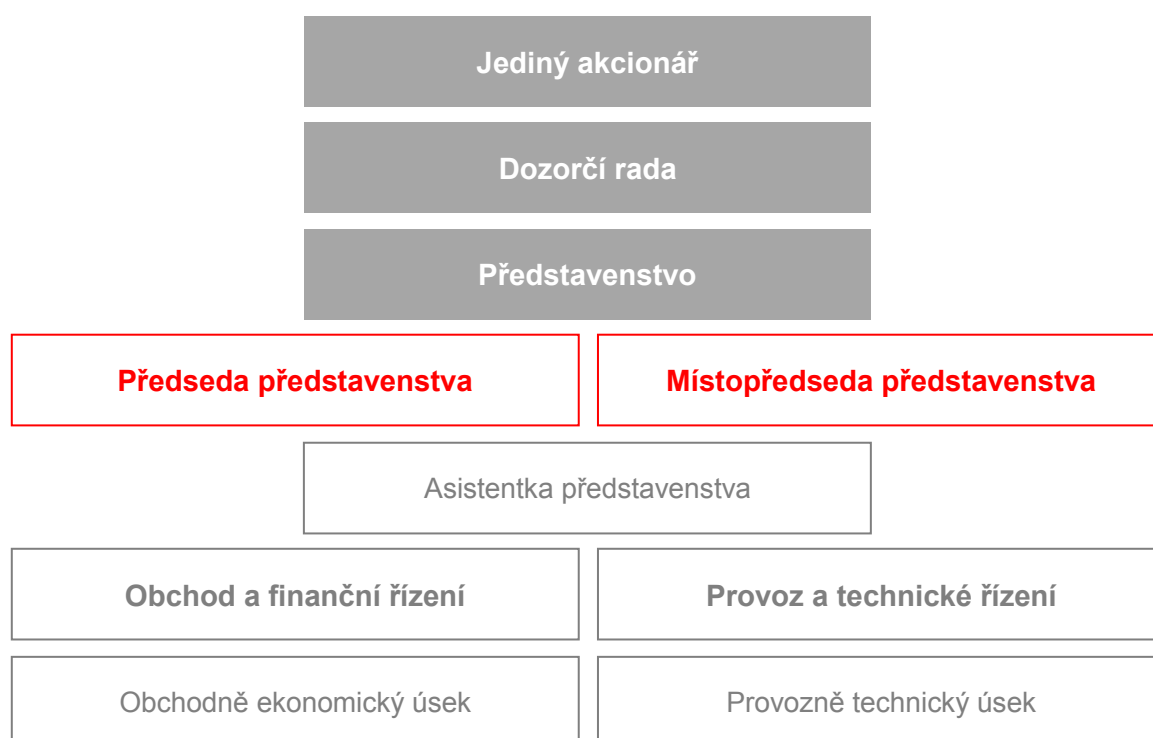 Jediný akcionář
Dozorčí rada
Představenstvo
Předseda představenstva
Místopředseda představenstva
Asistentka představenstva
Obchod a finanční řízení
Provoz a technické řízení
Obchodně ekonomický úsek
Provozně technický úsek